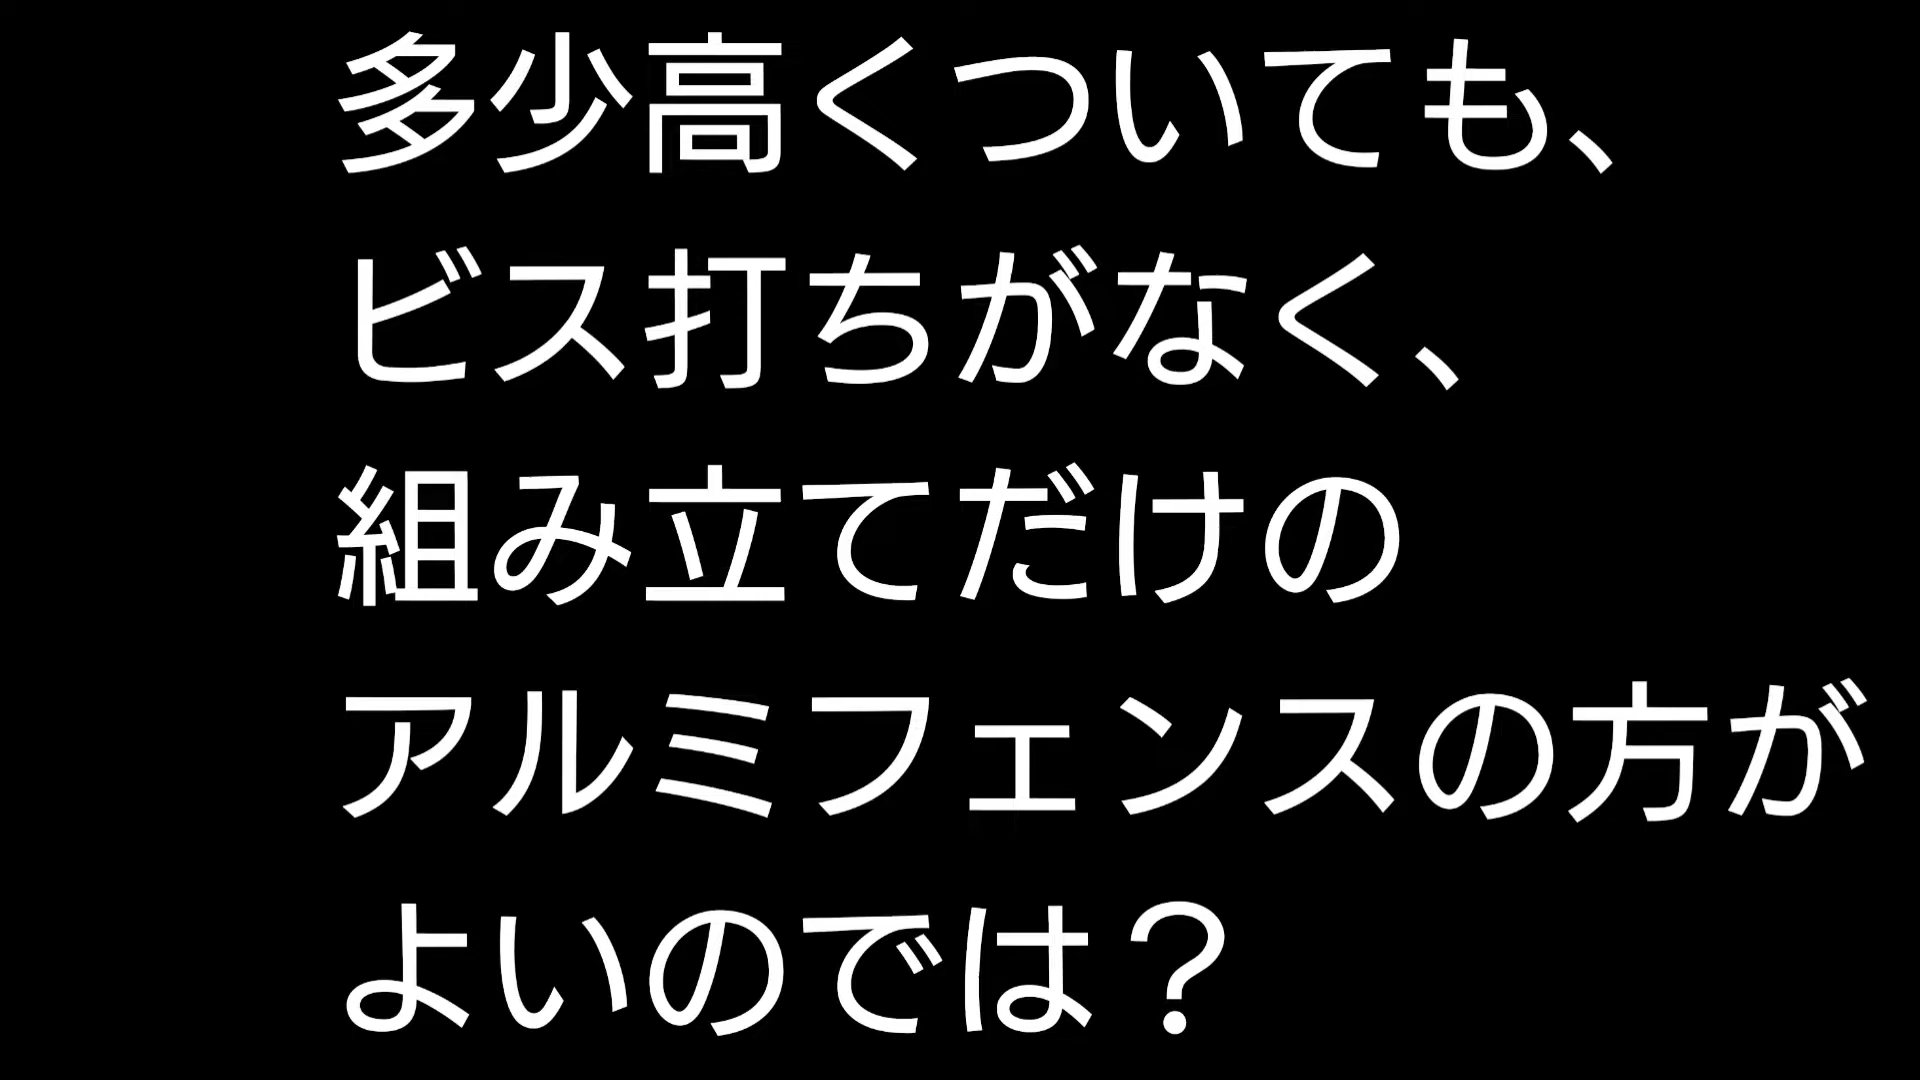 多少高くついても、
ビス打ちがなく、
組み立てだけの
アルミフェンスの方が
よいのでは？